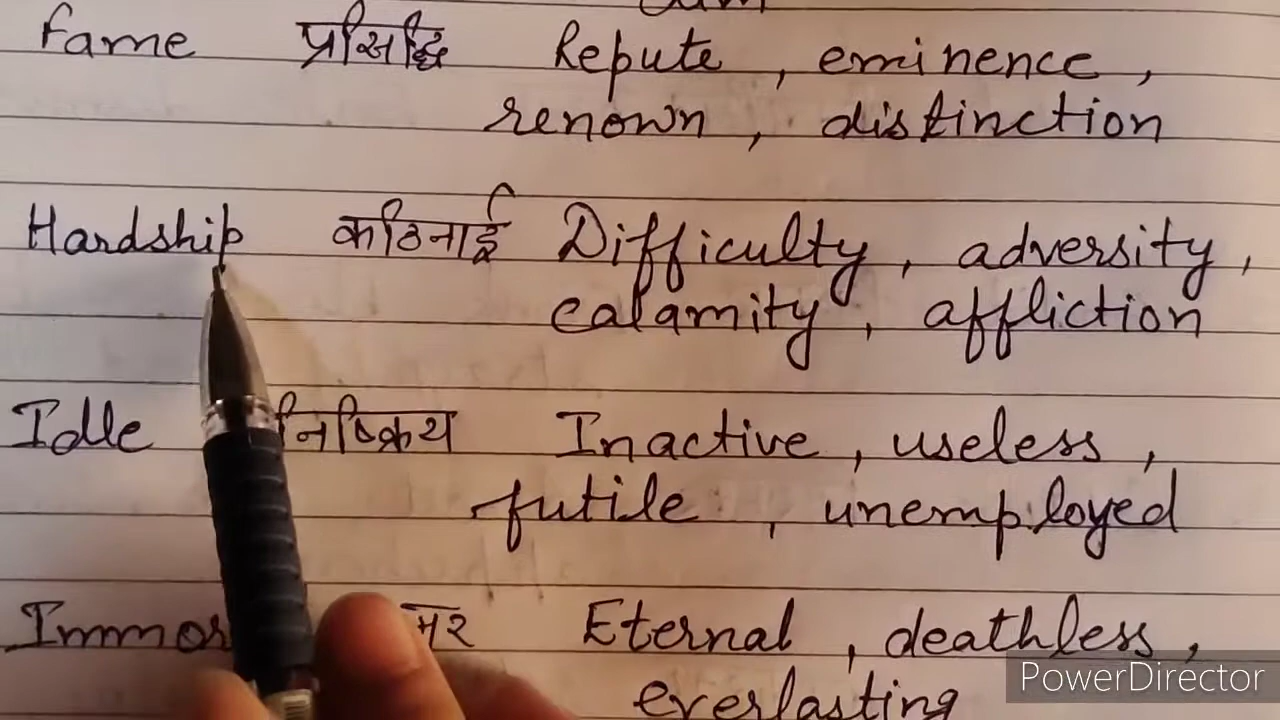 Fame प्रसिद्धि Repute, eminence,
renown, distinction
Hardship कठिनाई Difficulty, adversity,
calamity, affliction
Idle निष्क्रिय Inactive, useless,
futile, unemployed
Eternal, deathless,
everlasting
PowerDirector